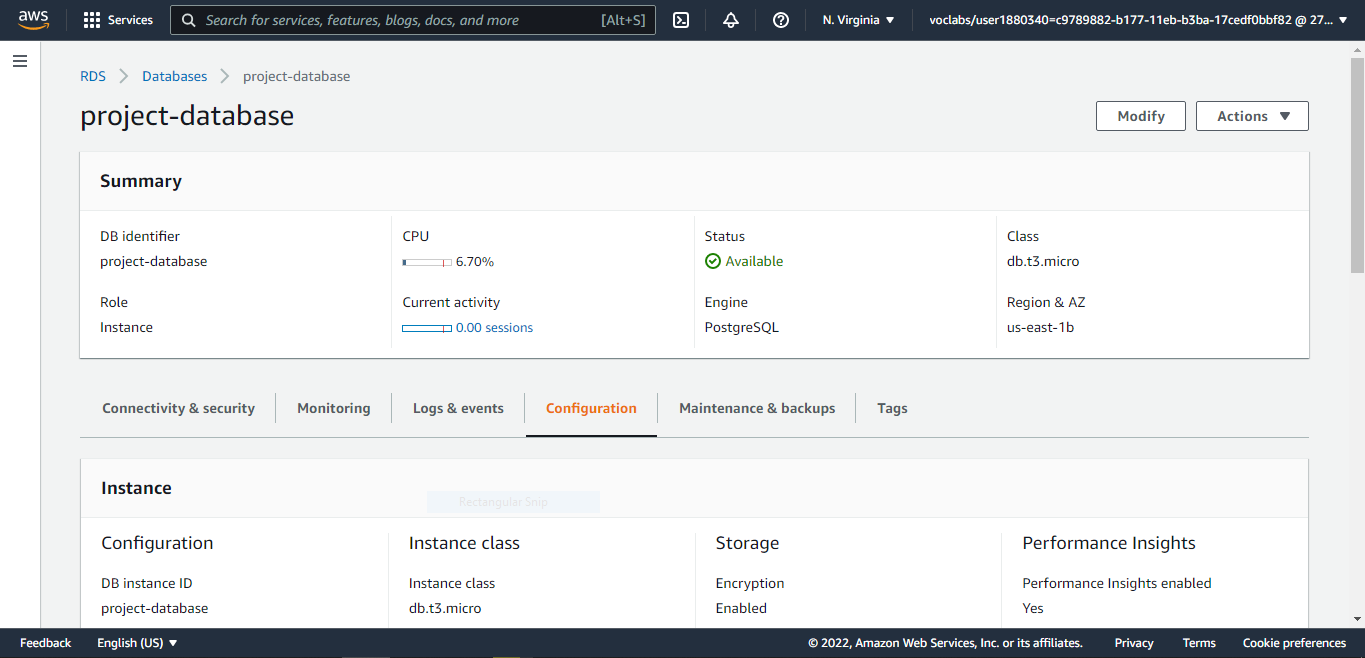 aws Services Search for services, features, blogs, docs, and more [Alt+S] N. Virginia voclabs/user1880340=c9789882-b177-11eb-b3ba-17cedf0bbf82 @ 27...
RDS Databases project-database
project-database Modify Actions
Summary
DB identifier CPU Status Class
project-database 6.70% Available db.t3.micro
Role Current activity Engine Region & AZ
Instance 0.00 sessions PostgreSQL us-east-1b
Connectivity & security Monitoring Logs & events Configuration Maintenance & backups Tags
Instance
Rectangular Snip
Configuration Instance class Storage Performance Insights
DB instance ID Instance class Encryption Performance Insights enabled
project-database db.t3.micro Enabled Yes
Feedback English (US) © 2022, Amazon Web Services, Inc. or its affiliates. Privacy Terms Cookie preferences